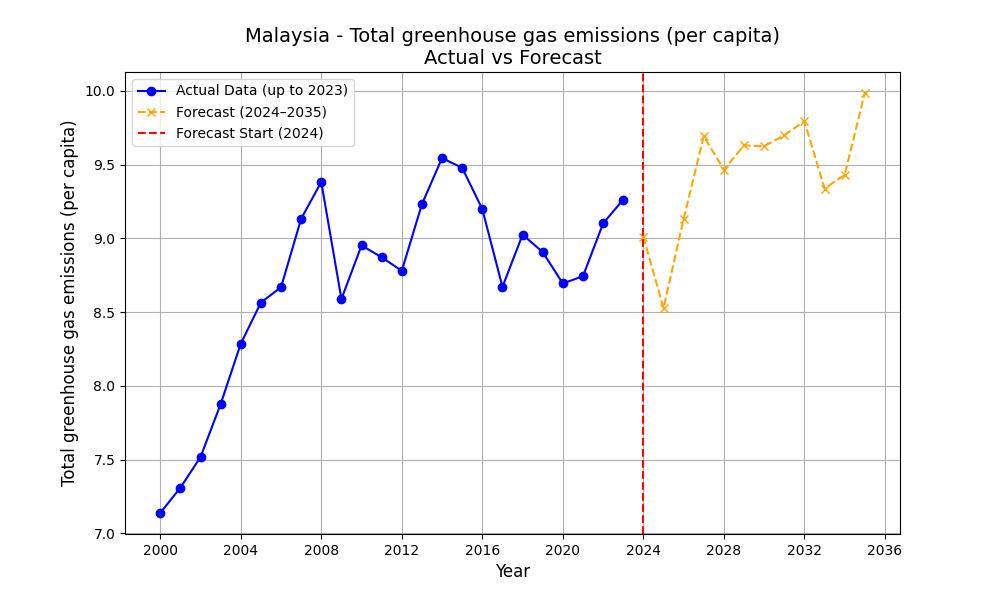 Malaysia - Total greenhouse gas emissions (per capita)
Actual vs Forecast
Actual Data (up to 2023)
Forecast (2024–2035)
Forecast Start (2024)
Total greenhouse gas emissions (per capita)
10.0
9.5
9.0
8.5
8.0
7.5
7.0
2000 2004 2008 2012 2016 2020 2024 2028 2032 2036
Year